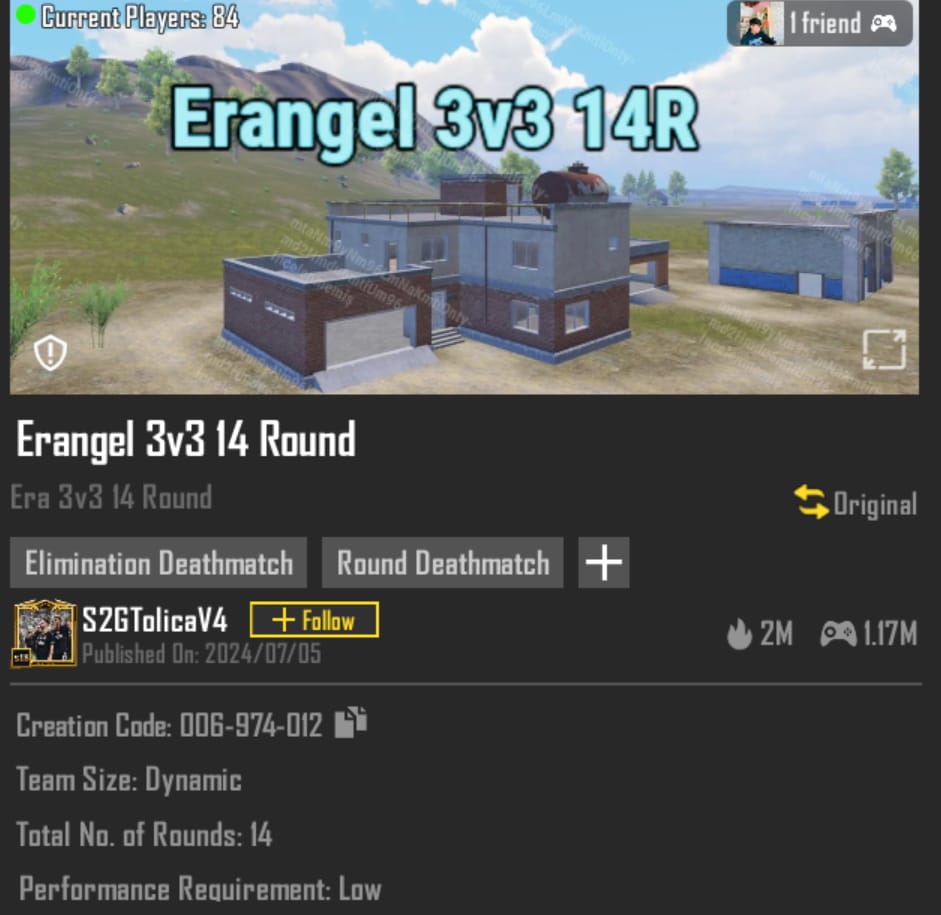 Current Players: 84
1 friend
Erangel 3v3 14R
Erangel 3v3 14 Round
Era 3v3 14 Round
Original
Elimination Deathmatch
Round Deathmatch
S2GTolicaV4
+ Follow
Published On: 2024/07/05
2M
1.17M
Creation Code: 006-974-012
Team Size: Dynamic
Total No. of Rounds: 14
Performance Requirement: Low